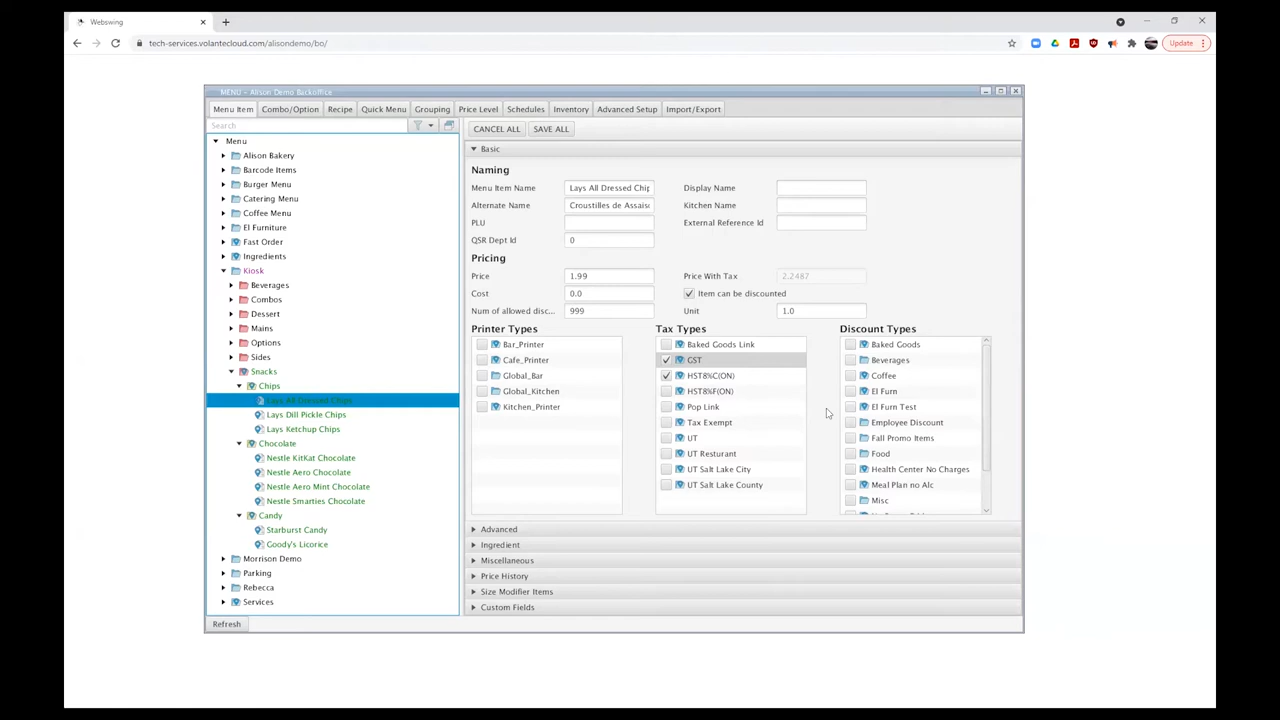 Webswing
tech-services.volantecloud.com/alisondemo/bo/
Update
MENU - Alison Demo Backoffice
Menu Item Combo/Option Recipe Quick Menu Grouping Price Level Schedules Inventory Advanced Setup Import/Export
Search
CANCEL ALL SAVE ALL
Menu
Alison Bakery
Barcode Items
Burger Menu
Catering Menu
Coffee Menu
El Furniture
Fast Order
Ingredients
Kiosk
Beverages
Combos
Dessert
Mains
Options
Sides
Snacks
Chips
Lays All Dressed Chips
Lays Dill Pickle Chips
Lays Ketchup Chips
Chocolate
Nestle KitKat Chocolate
Nestle Aero Chocolate
Nestle Aero Mint Chocolate
Nestle Smarties Chocolate
Candy
Starburst Candy
Goody's Licorice
Morrison Demo
Parking
Rebecca
Services
Refresh
Basic
Naming
Menu Item Name Lays All Dressed Chip Display Name
Alternate Name Croustilles de Assais Kitchen Name
PLU External Reference Id
QSR Dept Id 0
Pricing
Price 1.99 Price With Tax 2.2487
Cost 0.0 Item can be discounted
Num of allowed disc... 999 Unit 1.0
Printer Types
Bar_Printer
Cafe_Printer
Global_Bar
Global_Kitchen
Kitchen_Printer
Tax Types
Baked Goods Link
GST
HST8%C(ON)
HST8%F(ON)
Pop Link
Tax Exempt
UT
UT Resturant
UT Salt Lake City
UT Salt Lake County
Discount Types
Baked Goods
Beverages
Coffee
El Furn
El Furn Test
Employee Discount
Fall Promo Items
Food
Health Center No Charges
Meal Plan no Alc
Misc
Advanced
Ingredient
Miscellaneous
Price History
Size Modifier Items
Custom Fields